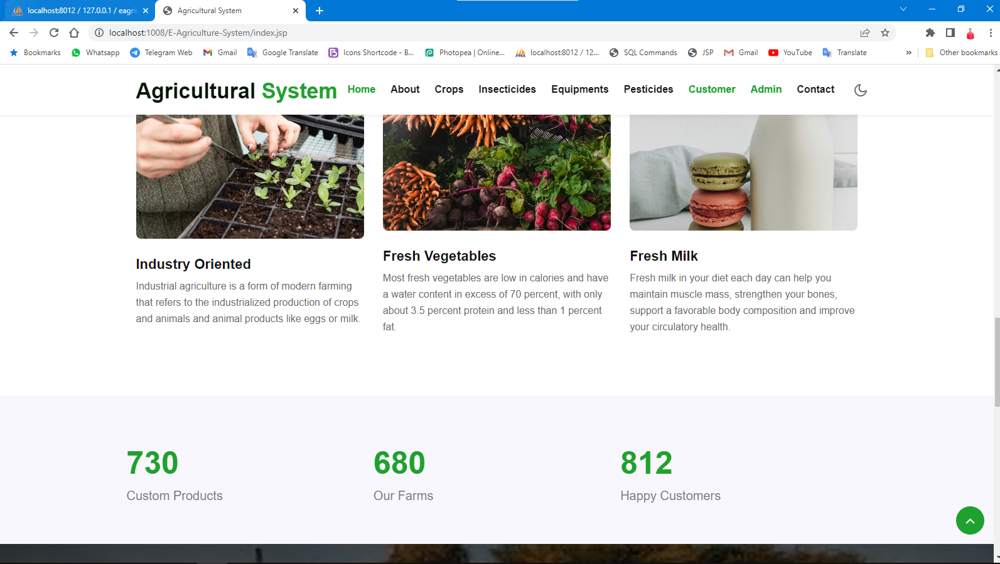 localhost:8012 / 127.0.0.1 / eagri
Agricultural System
localhost:1008/E-Agriculture-System/index.jsp
Bookmarks Whatsapp Telegram Web Gmail Google Translate Icons Shortcode - B... Photopea | Online... localhost:8012 / 12... SQL Commands JSP Gmail YouTube Translate » Other bookmarks
Agricultural System Home About Crops Insecticides Equipments Pesticides Customer Admin Contact
Industry Oriented
Industrial agriculture is a form of modern farming
that refers to the industrialized production of crops
and animals and animal products like eggs or milk.
Fresh Vegetables
Most fresh vegetables are low in calories and have
a water content in excess of 70 percent, with only
about 3.5 percent protein and less than 1 percent
fat.
Fresh Milk
Fresh milk in your diet each day can help you
maintain muscle mass, strengthen your bones,
support a favorable body composition and improve
your circulatory health.
730
Custom Products
680
Our Farms
812
Happy Customers